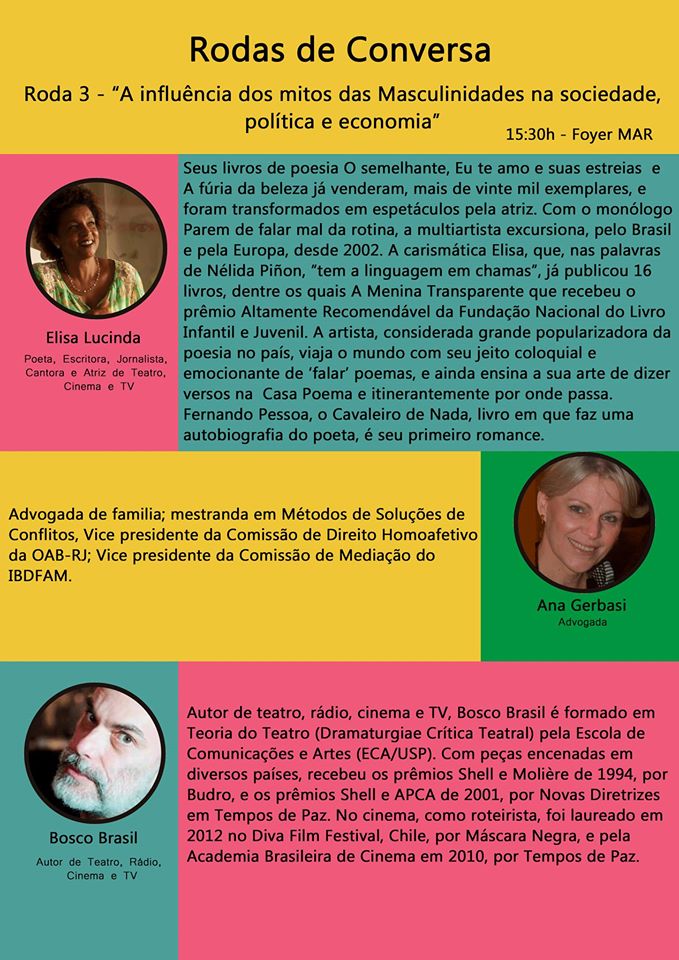 Rodas de Conversa
Roda 3 - “A influência dos mitos das Masculinidades na sociedade,
política e economia”
15:30h - Foyer MAR
Elisa Lucinda
Poeta, Escritora, Jornalista,
Cantora e Atriz de Teatro,
Cinema e TV
Seus livros de poesia O semelhante, Eu te amo e suas estreias e
A fúria da beleza já venderam, mais de vinte mil exemplares, e
foram transformados em espetáculos pela atriz. Com o monólogo
Parem de falar mal da rotina, a multiartista excursiona, pelo Brasil
e pela Europa, desde 2002. A carismática Elisa, que, nas palavras
de Nélida Piñon, “tem a linguagem em chamas”, já publicou 16
livros, dentre os quais A Menina Transparente que recebeu o
prêmio Altamente Recomendável da Fundação Nacional do Livro
Infantil e Juvenil. A artista, considerada grande popularizadora da
poesia no país, viaja o mundo com seu jeito coloquial e
emocionante de ‘falar’ poemas, e ainda ensina a sua arte de dizer
versos na Casa Poema e itinerantemente por onde passa.
Fernando Pessoa, o Cavaleiro de Nada, livro em que faz uma
autobiografia do poeta, é seu primeiro romance.
Advogada de familia; mestranda em Métodos de Soluções de
Conflitos, Vice presidente da Comissão de Direito Homoafetivo
da OAB-RJ; Vice presidente da Comissão de Mediação do
IBDFAM.
Ana Gerbasi
Advogada
Bosco Brasil
Autor de Teatro, Rádio,
Cinema e TV
Autor de teatro, rádio, cinema e TV, Bosco Brasil é formado em
Teoria do Teatro (Dramaturgiae Crítica Teatral) pela Escola de
Comunicações e Artes (ECA/USP). Com peças encenadas em
diversos países, recebeu os prêmios Shell e Molière de 1994, por
Budro, e os prêmios Shell e APCA de 2001, por Novas Diretrizes
em Tempos de Paz. No cinema, como roteirista, foi laureado em
2012 no Diva Film Festival, Chile, por Máscara Negra, e pela
Academia Brasileira de Cinema em 2010, por Tempos de Paz.